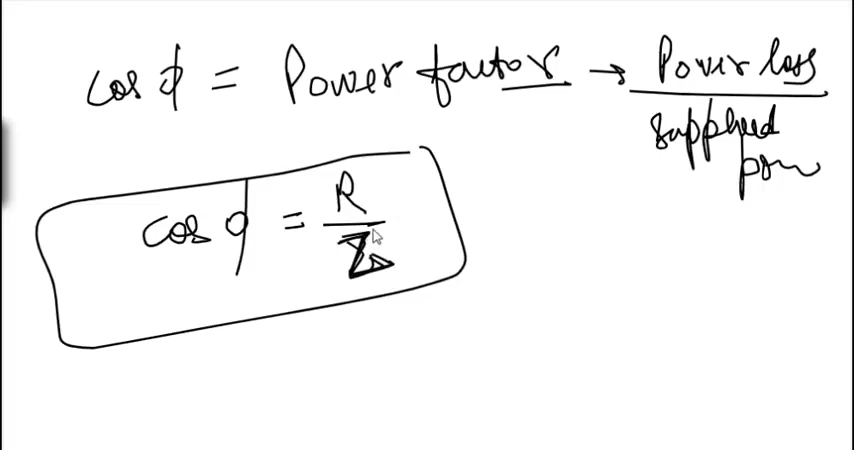 cos ϕ = Power factor → Power loss
supplied
pow
cos ϕ = R
Z